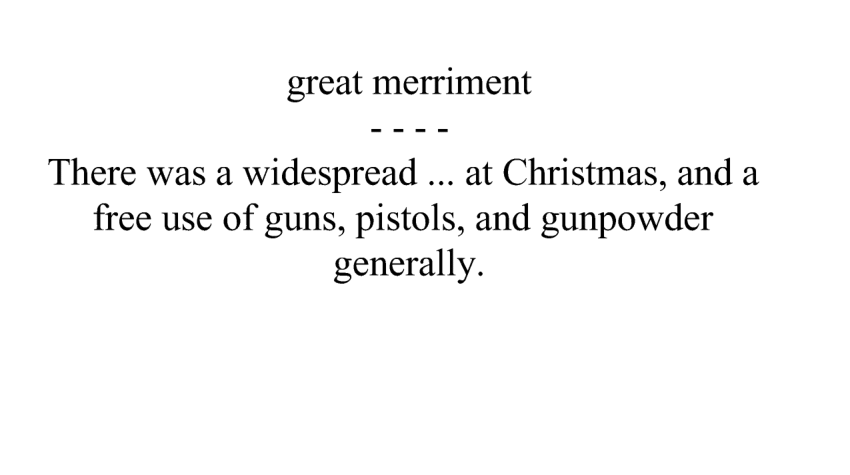 great merriment
- - - -
There was a widespread ... at Christmas, and a
free use of guns, pistols, and gunpowder
generally.